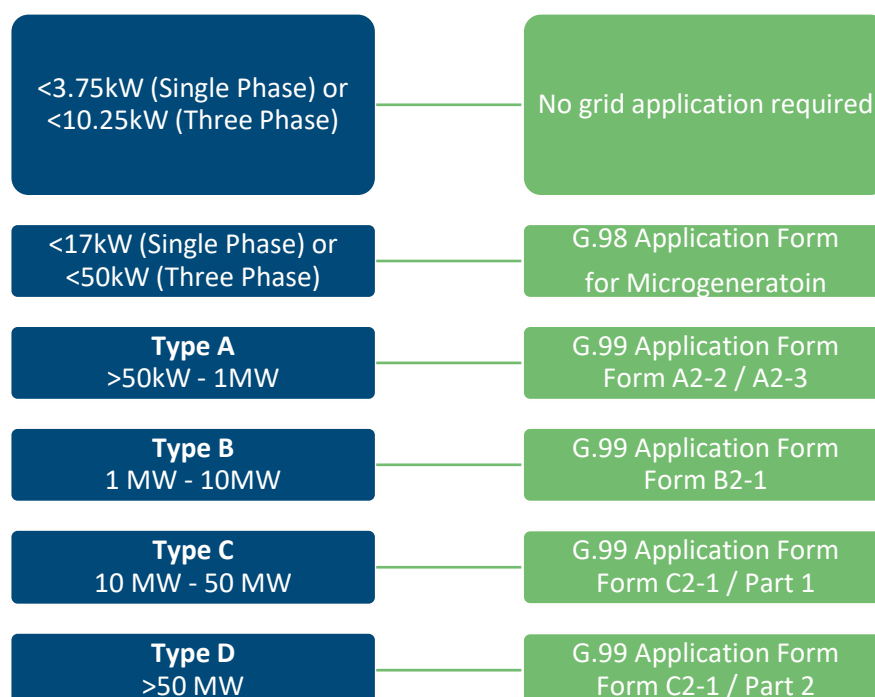 <3.75kW (Single Phase) or
<10.25kW (Three Phase)
No grid application required
<17kW (Single Phase) or
<50kW (Three Phase)
G.98 Application Form
for Microgeneratoin
Type A
>50kW - 1MW
G.99 Application Form
Form A2-2 / A2-3
Type B
1 MW - 10MW
G.99 Application Form
Form B2-1
Type C
10 MW - 50 MW
G.99 Application Form
Form C2-1 / Part 1
Type D
>50 MW
G.99 Application Form
Form C2-1 / Part 2